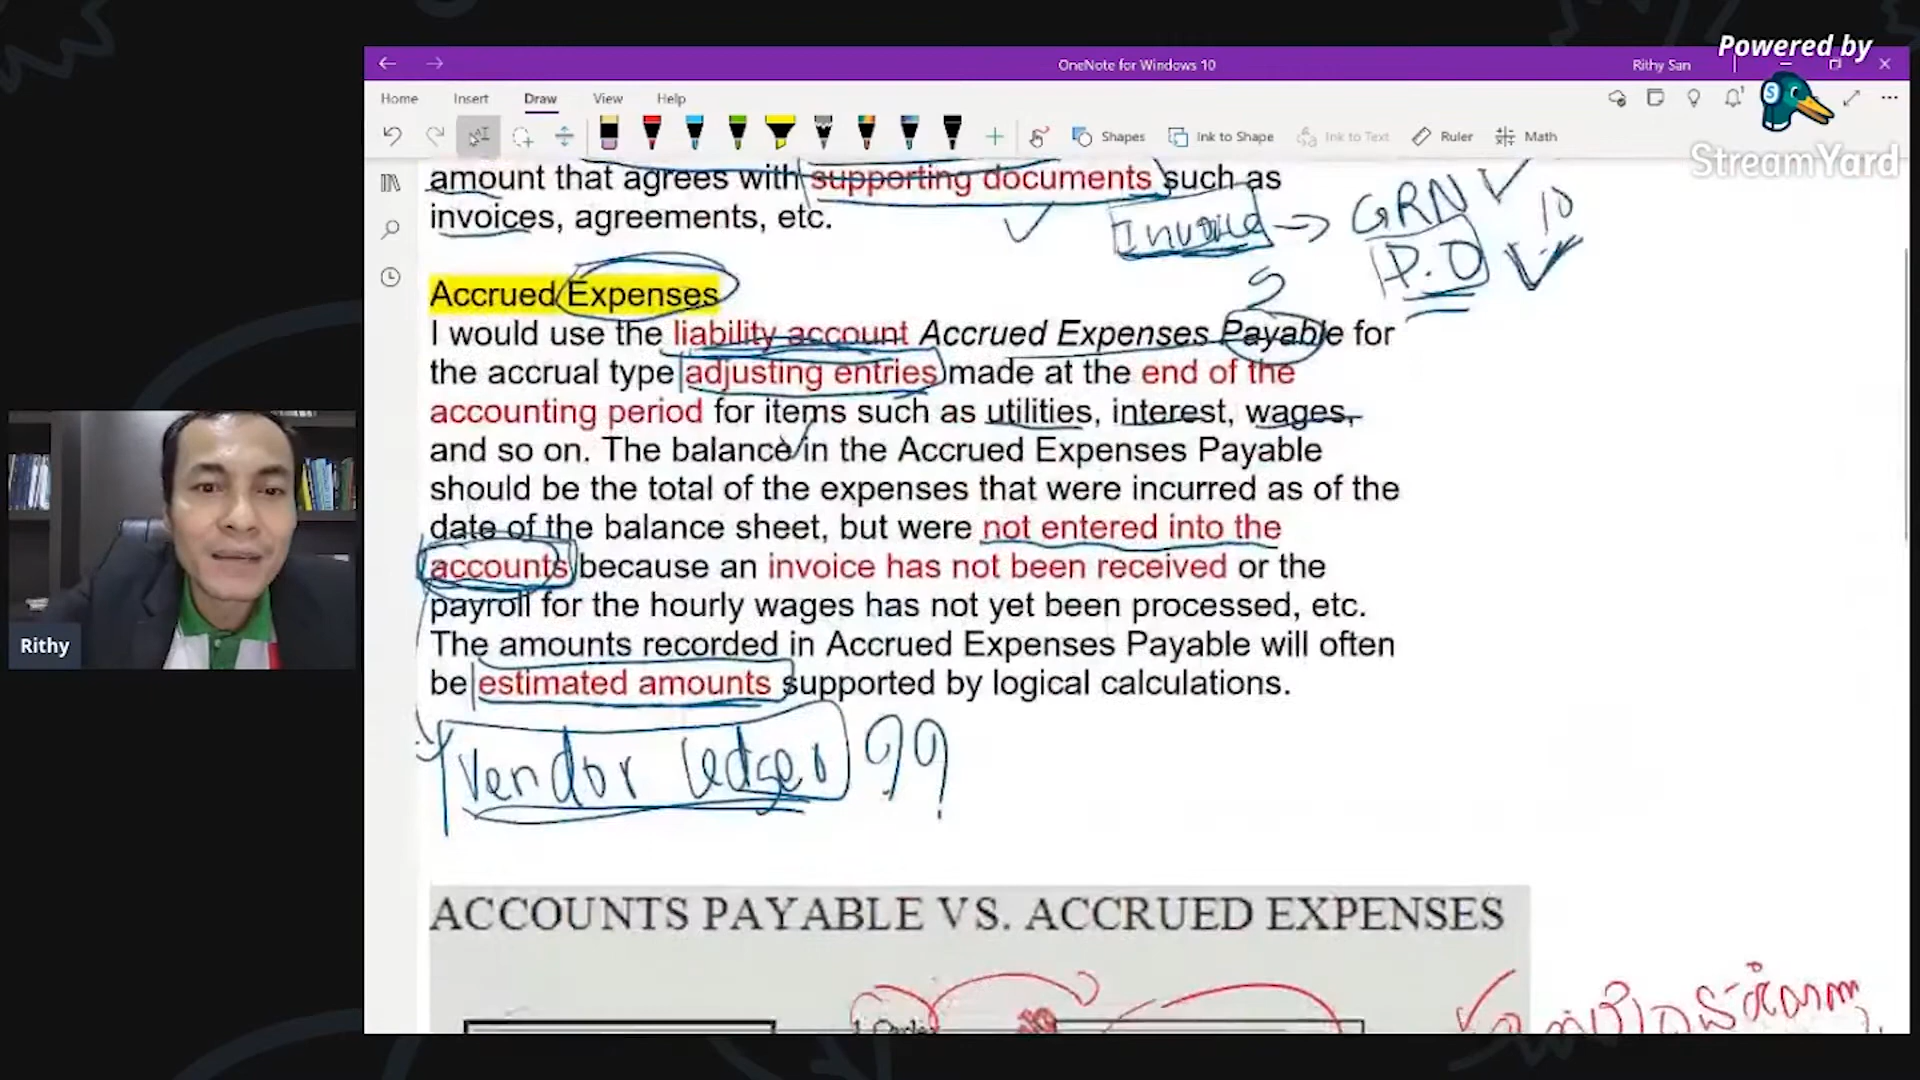 Powered by
StreamYard
OneNote for Windows 10
Rithy San
Home Insert Draw View Help
Shapes Ink to Shape Ink to Text Ruler Math
amount that agrees with supporting documents such as
invoices, agreements, etc.
Invoice → GRN
P.O
10
Accrued Expenses
I would use the liability account Accrued Expenses Payable for
the accrual type adjusting entries made at the end of the
accounting period for items such as utilities, interest, wages,
and so on. The balance in the Accrued Expenses Payable
should be the total of the expenses that were incurred as of the
date of the balance sheet, but were not entered into the
accounts because an invoice has not been received or the
payroll for the hourly wages has not yet been processed, etc.
The amounts recorded in Accrued Expenses Payable will often
be estimated amounts supported by logical calculations.
Vendor ledger ??
ACCOUNTS PAYABLE VS. ACCRUED EXPENSES
Rithy